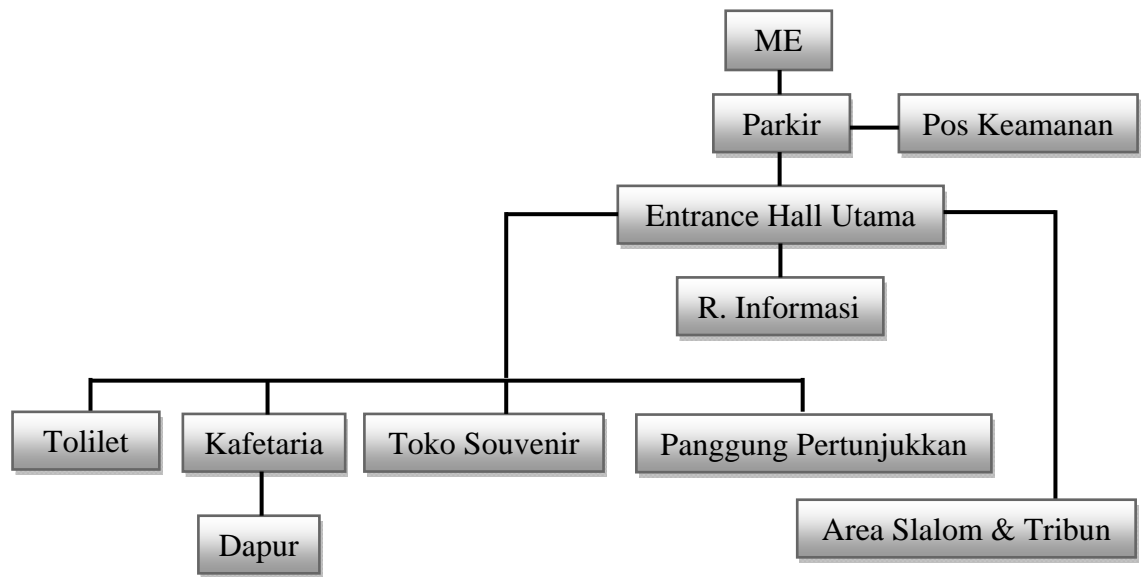 ME
Parkir
Pos Keamanan
Entrance Hall Utama
R. Informasi
Tolilet
Kafetaria
Toko Souvenir
Panggung Pertunjukkan
Dapur
Area Slalom & Tribun